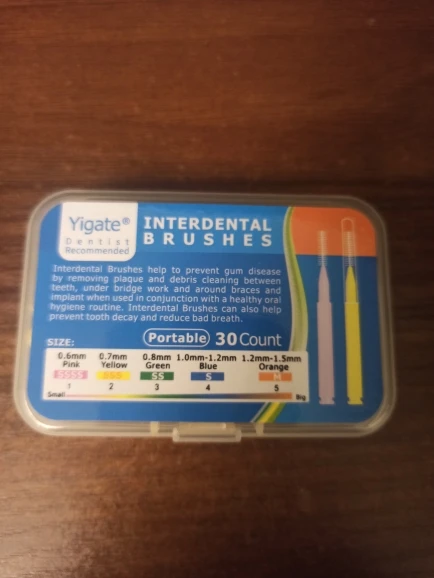 Yigate®
Dentist
Recommended
INTERDENTAL
BRUSHES
Interdental Brushes help to prevent gum disease
by removing plaque and debris cleaning between
teeth, under bridge work and around braces and
implant when used in conjunction with a healthy oral
hygiene routine. Interdental Brushes can also help
prevent tooth decay and reduce bad breath.
Portable 30 Count
SIZE:
0.6mm 0.7mm 0.8mm 1.0mm-1.2mm 1.2mm-1.5mm
Pink Yellow Green Blue Orange
SSSS SSS SS S M
1 2 3 4 5
Small Big